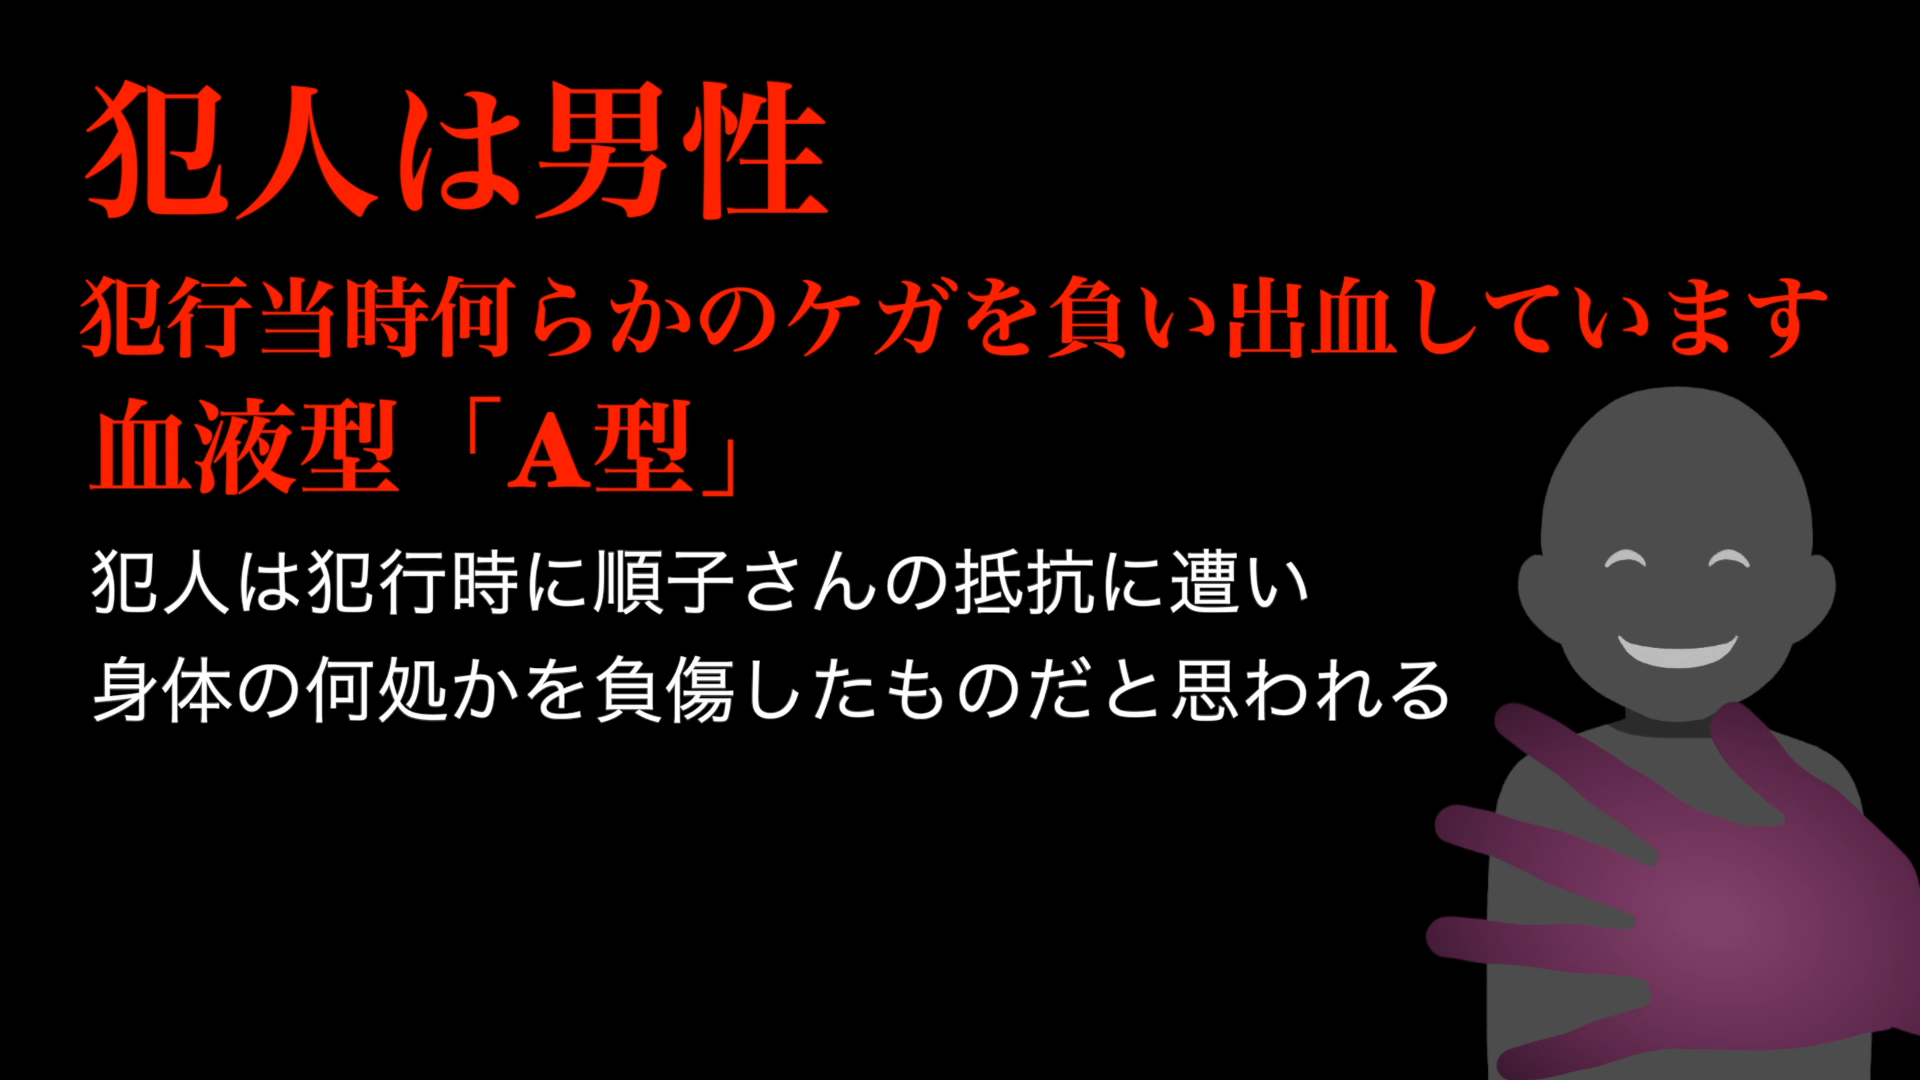 犯人は男性
犯行当時何らかのケガを負い出血しています
血液型「A型」
犯人は犯行時に順子さんの抵抗に遭い
身体の何処かを負傷したものだと思われる